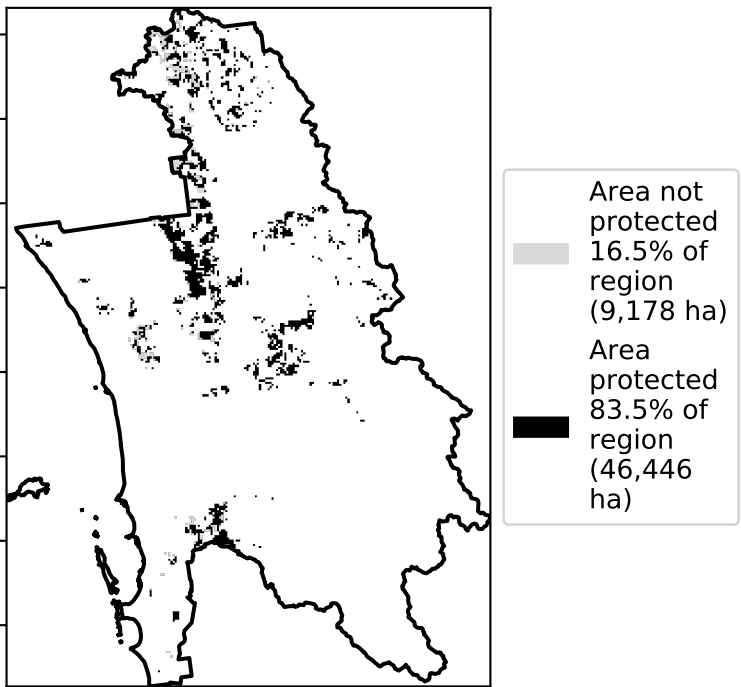 Area not
protected
16.5% of
region
(9,178 ha)
Area
protected
83.5% of
region
(46,446
ha)